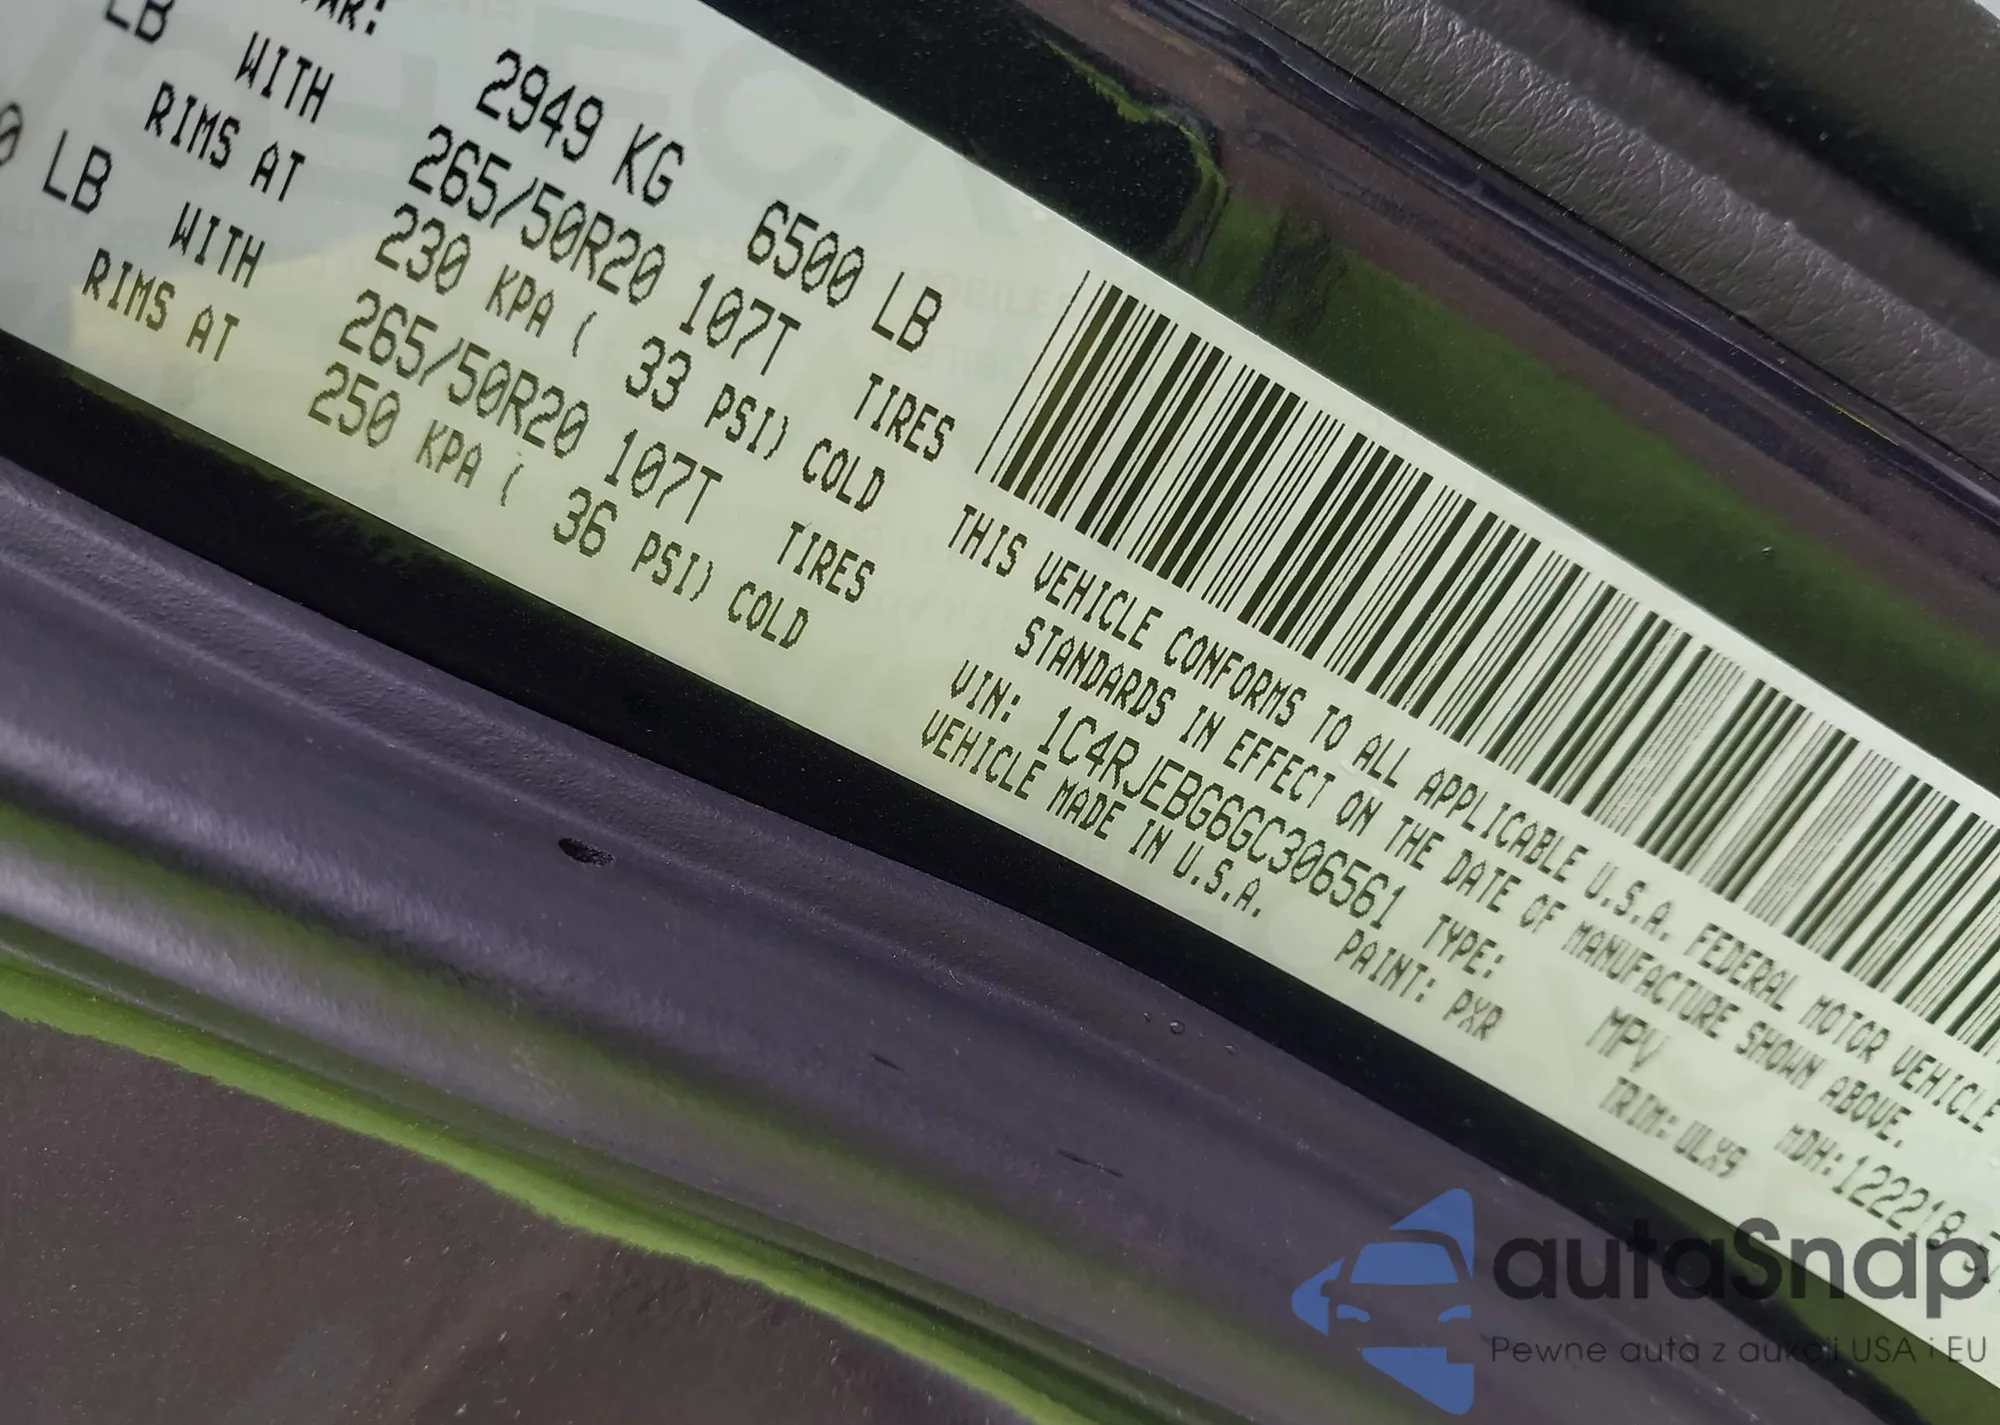 2949 KG 6500 LB
LB WITH 265/50R20 107T TIRES
RIMS AT 230 KPA ( 33 PSI) COLD
0 LB WITH 265/50R20 107T TIRES
RIMS AT 250 KPA ( 36 PSI) COLD
THIS VEHICLE CONFORMS TO ALL APPLICABLE U.S.A. FEDERAL MOTOR VEHICLE
STANDARDS IN EFFECT ON THE DATE OF MANUFACTURE SHOWN ABOVE.
VIN: 1C4RJEBG6GC306561 TYPE: MPV MDH:122218
VEHICLE MADE IN U.S.A. PAINT: PXR TRIM: ULX9
autaSnap
Pewne auta z aukcji USA i EU